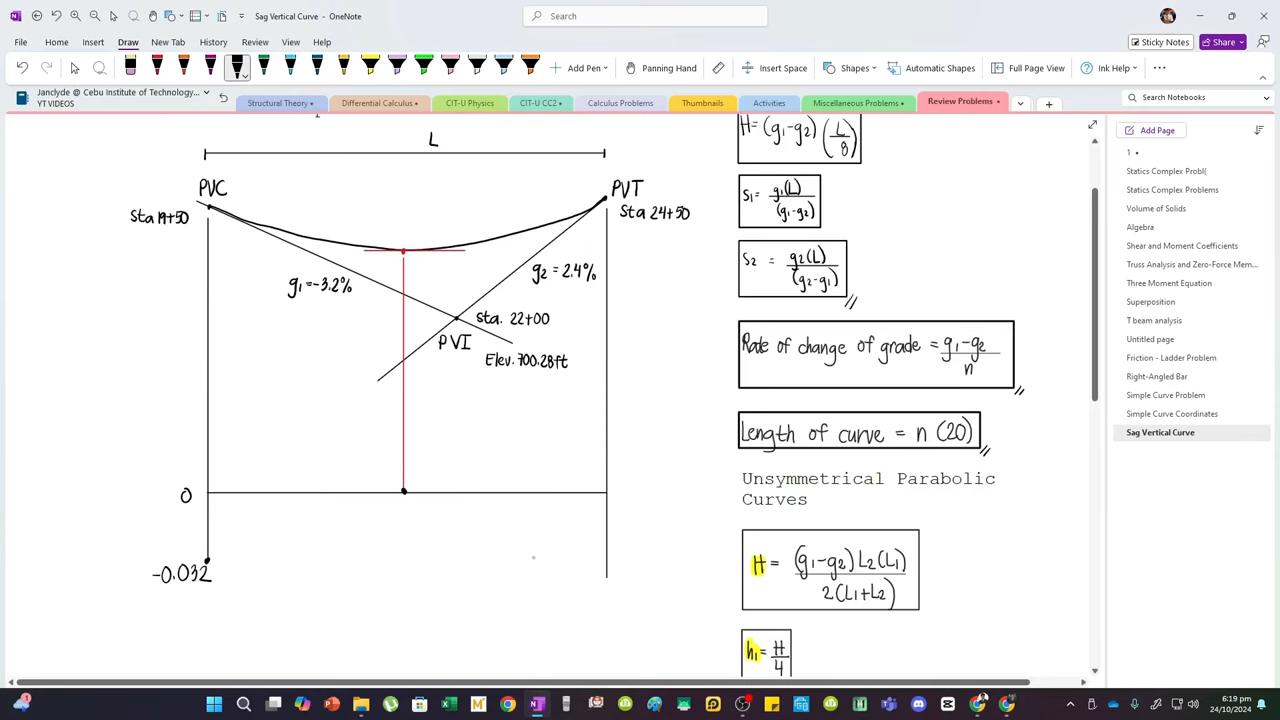 Sag Vertical Curve - OneNote
Search
File Home Insert Draw New Tab History Review View Help
Sticky Notes
Share
Add Pen
Panning Hand
Insert Space
Shapes
Automatic Shapes
Full Page View
Ink Help
Janclyde @ Cebu Institute of Technology...
YT VIDEOS
Structural Theory
Differential Calculus
CIT-U Physics
CIT-U CC2
Calculus Problems
Thumbnails
Activities
Miscellaneous Problems
Review Problems
Search Notebooks
Add Page
1
Statics Complex Probl(
Statics Complex Problems
Volume of Solids
Algebra
Shear and Moment Coefficients
Truss Analysis and Zero-Force Mem...
Three Moment Equation
Superposition
T beam analysis
Untitled page
Friction - Ladder Problem
Right-Angled Bar
Simple Curve Problem
Simple Curve Coordinates
Sag Vertical Curve
L
PVC
Sta 19+50
PVT
Sta 24+50
g1=-3.2%
g2 = 2.4%
Sta. 22+00
PVI
Elev. 700.28ft
0
-0.032
H= (g1-g2) (L/8)
S1= g1(L)/(g1-g2)
S2 = g2(L)/(g2-g1)
Rate of change of grade = g1-g2/n
Length of curve = n (20)
Unsymmetrical Parabolic
Curves
H = (g1-g2) L2(L1)/2(L1+L2)
h1= H/4
6:19 pm
24/10/2024